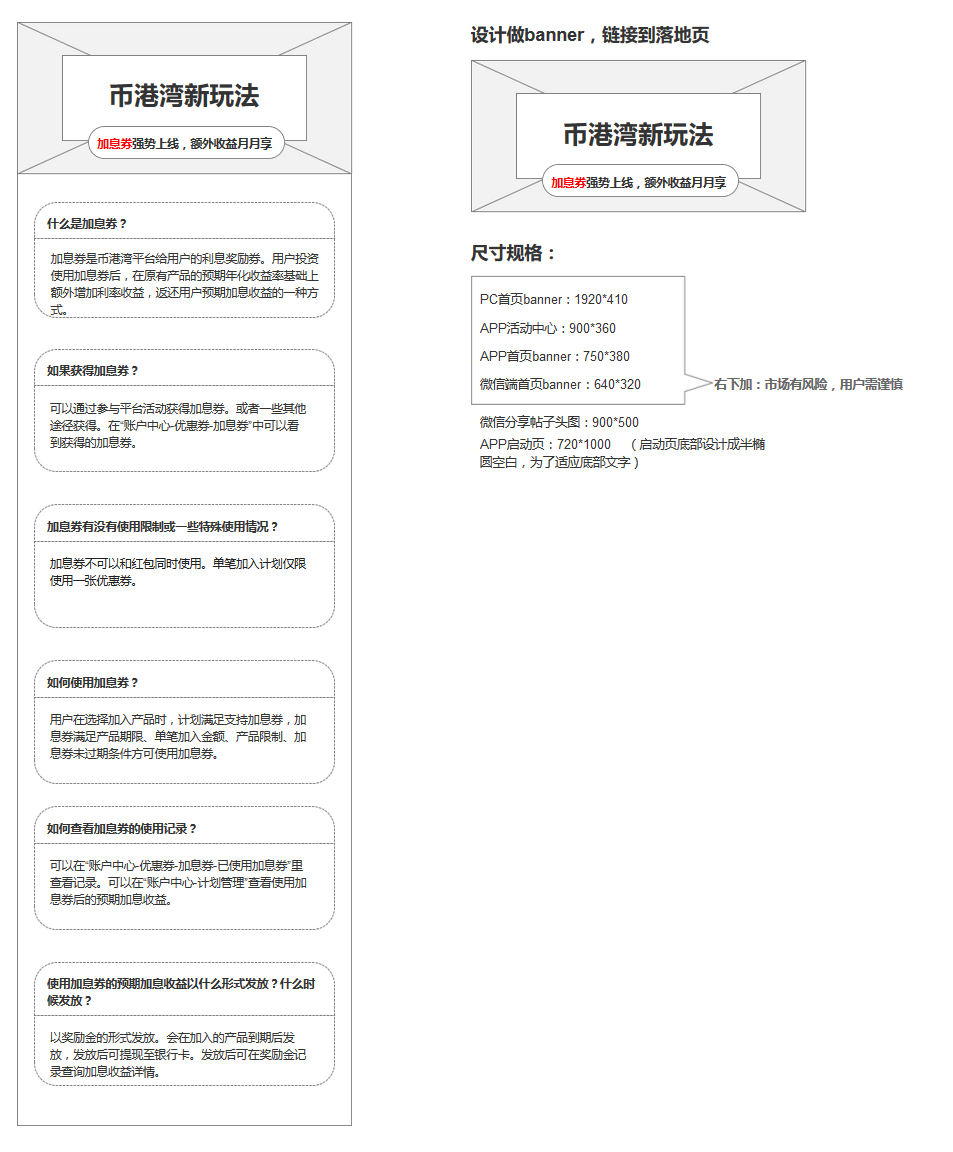 币港湾新玩法
加息券强势上线，额外收益月月享
什么是加息券？
加息券是币港湾平台给用户的利息奖励券。用户投资
使用加息券后，在原有产品的预期年化收益率基础上
额外增加利率收益，返还用户预期加息收益的一种方
式。
如果获得加息券？
可以通过参与平台活动获得加息券。或者一些其他
途径获得。在“账户中心-优惠券-加息券”中可以看
到获得的加息券。
加息券有没有使用限制或一些特殊使用情况？
加息券不可以和红包同时使用。单笔加入计划仅限
使用一张优惠券。
如何使用加息券？
用户在选择加入产品时，计划满足支持加息券，加
息券满足产品期限、单笔加入金额、产品限制、加
息券未过期条件方可使用加息券。
如何查看加息券的使用记录？
可以在“账户中心-优惠券-加息券-已使用加息券”里
查看记录。可以在“账户中心-计划管理”查看使用加
息券后的预期加息收益。
使用加息券的预期加息收益以什么形式发放？什么时
候发放？
以奖励金的形式发放。会在加入的产品到期后发
放，发放后可提现至银行卡。发放后可在奖励金记
录查询加息收益详情。
设计做banner，链接到落地页
币港湾新玩法
加息券强势上线，额外收益月月享
尺寸规格：
PC首页banner：1920*410
APP活动中心：900*360
APP首页banner：750*380
微信端首页banner：640*320
右下加：市场有风险，用户需谨慎
微信分享帖子头图：900*500
APP启动页：720*1000 （启动页底部设计成半椭
圆空白，为了适应底部文字）